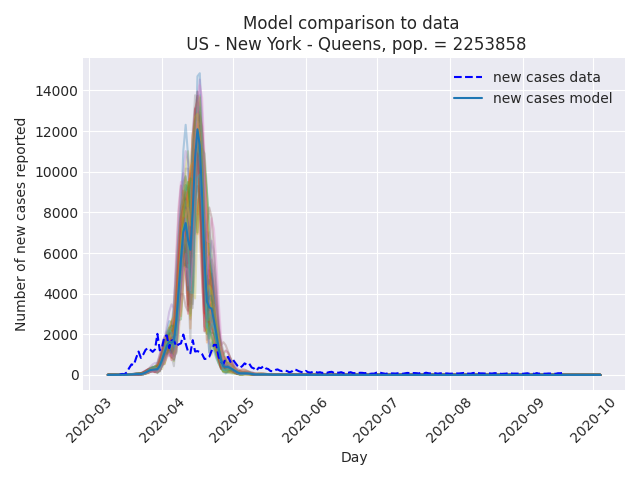 Model comparison to data
US - New York - Queens, pop. = 2253858
new cases data
new cases model
Number of new cases reported
14000
12000
10000
8000
6000
4000
2000
0
2020-03
2020-04
2020-05
2020-06
2020-07
2020-08
2020-09
2020-10
Day